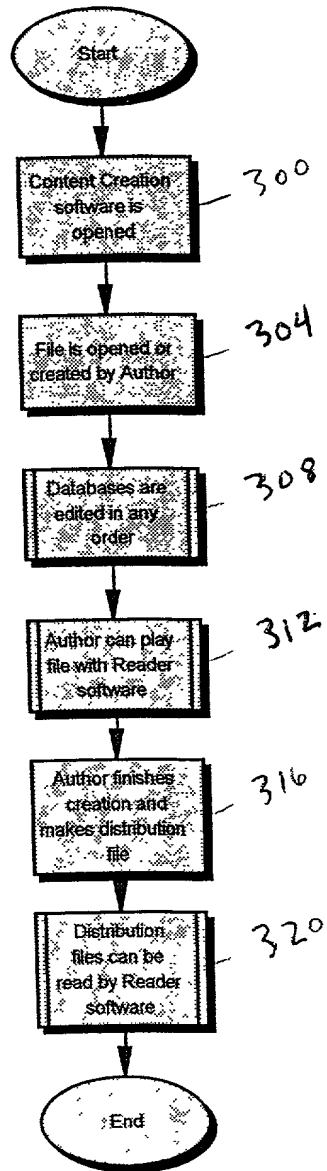 Start
Content Creation
software is
opened
300
File is opened or
created by Author
304
Databases are
edited in any
order
308
Author can play
file with Reader
software
312
Author finishes
creation and
makes distribution
file
316
Distribution
files can be
read by Reader
software
320
End